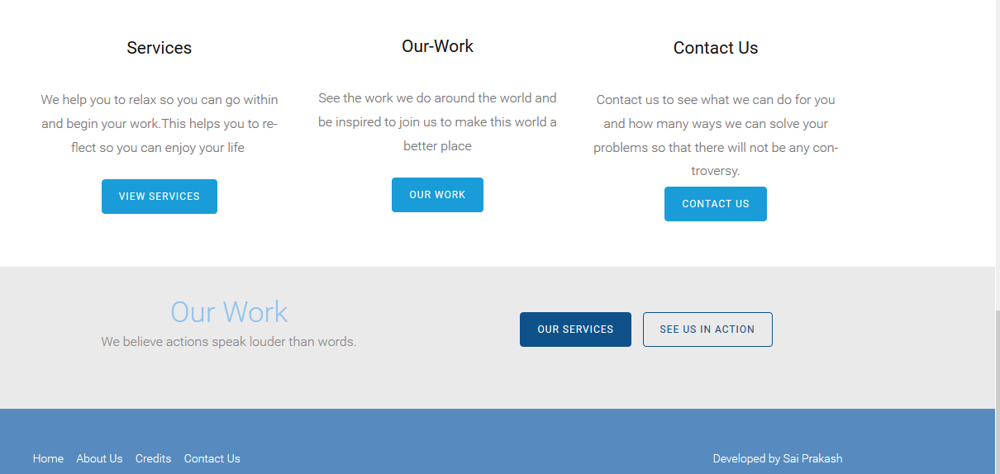 Services
We help you to relax so you can go within
and begin your work.This helps you to re-
flect so you can enjoy your life
VIEW SERVICES
Our-Work
See the work we do around the world and
be inspired to join us to make this world a
better place
OUR WORK
Contact Us
Contact us to see what we can do for you
and how many ways we can solve your
problems so that there will not be any con-
troversy.
CONTACT US
Our Work
We believe actions speak louder than words.
OUR SERVICES
SEE US IN ACTION
Home About Us Credits Contact Us
Developed by Sai Prakash